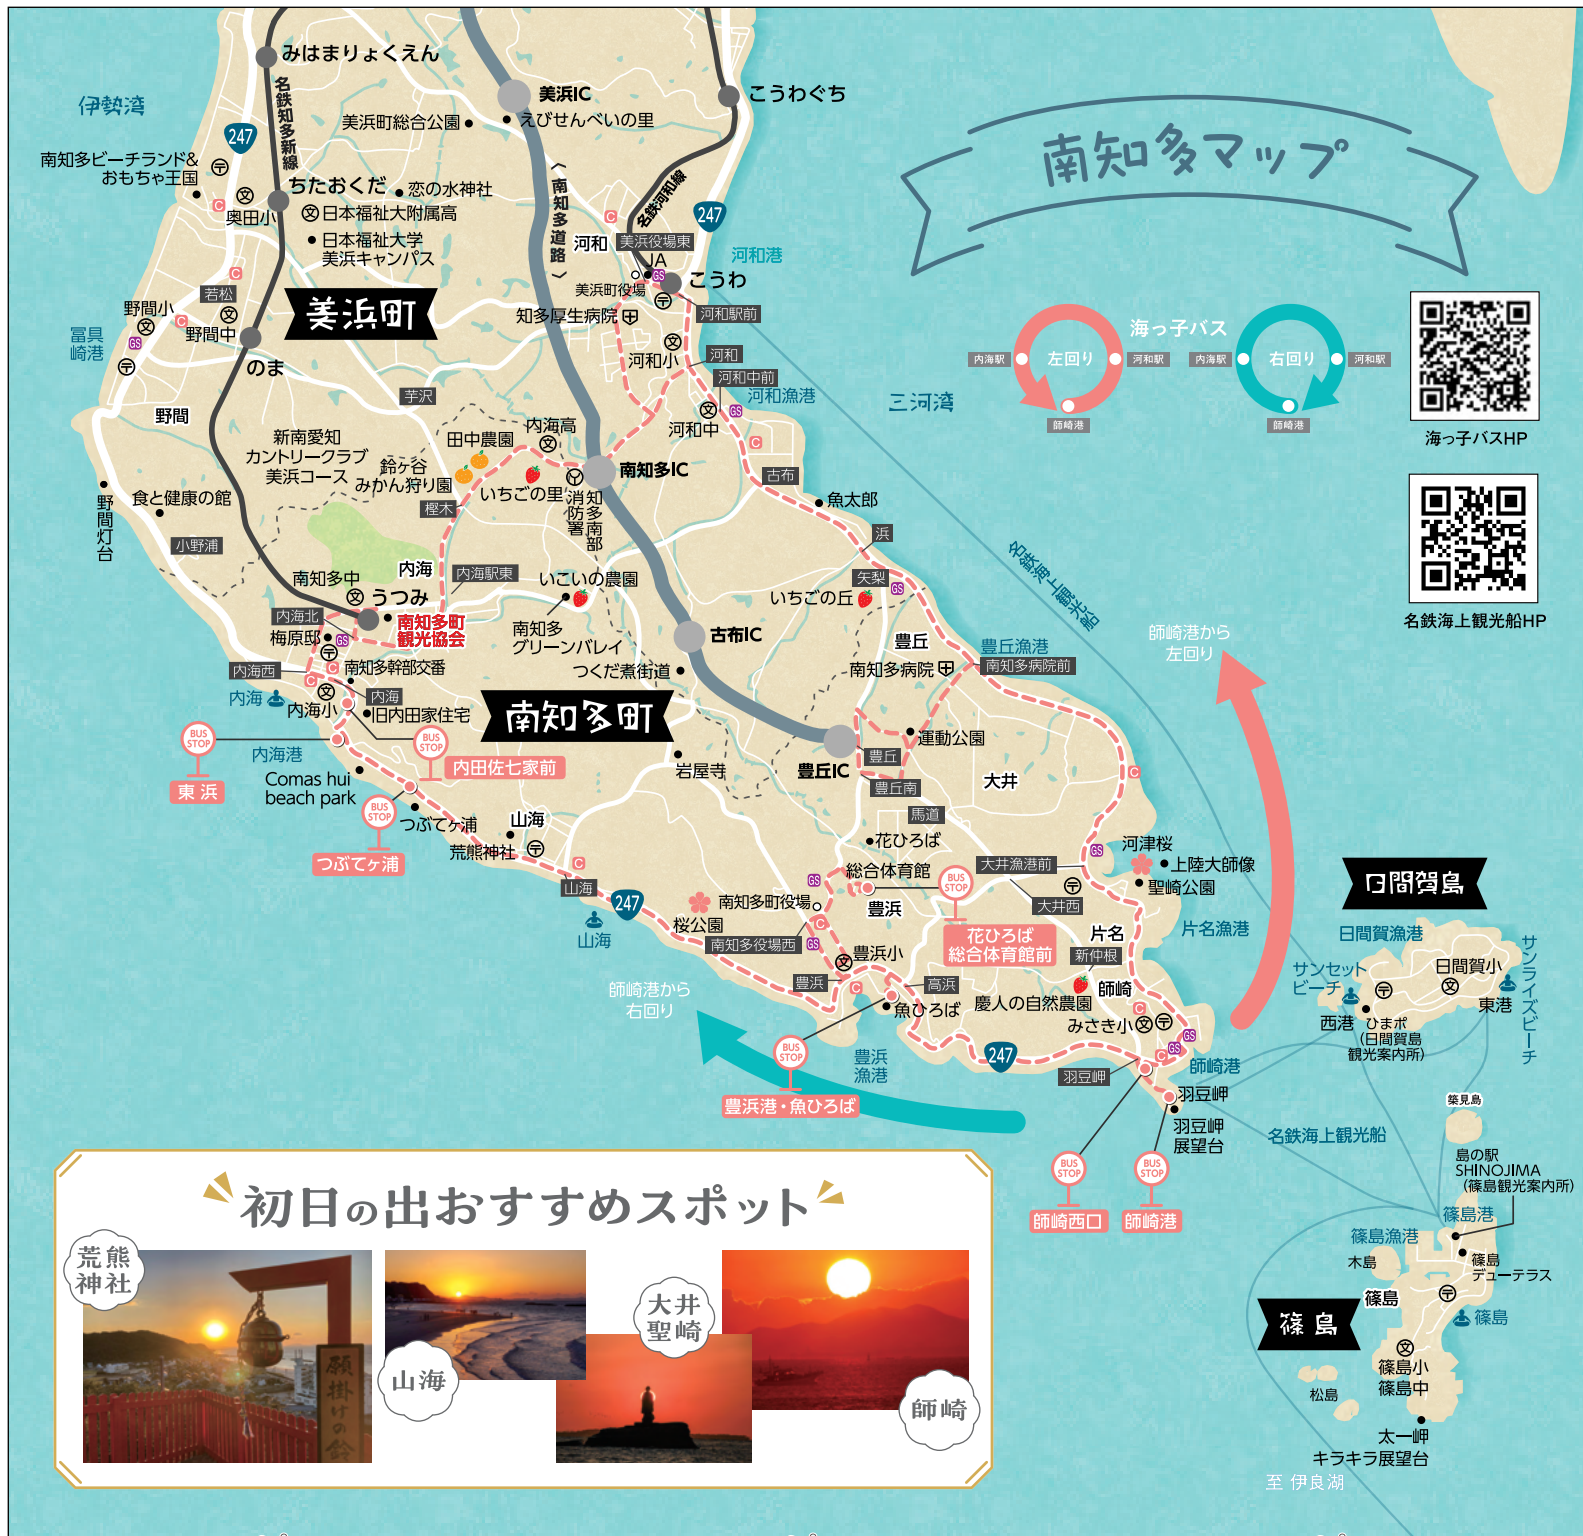 南知多マップ
伊勢湾
みはまりょくえん
名鉄知多新線
247
南知多ビーチランド&
おもちゃ王国
奥田小
ちたおくだ
恋の水神社
日本福祉大附属高
日本福祉大学
美浜キャンパス
美浜町総合公園
美浜IC
えびせんべいの里
〈南知多道路〉
こうわぐち
名鉄河和線
247
河和
美浜役場東
JA
GS
美浜町役場
こうわ
河和港
河和駅前
知多厚生病院
河和小
河和
河和中前
河和漁港
河和中
GS
C
C
C
若松
野間小
野間中
GS
冨具
崎港
C
のま
美浜町
野間
芋沢
新南愛知
カントリークラブ
美浜コース
田中農園
内海高
鈴ヶ谷
みかん狩り園
いちごの里
樫木
南知多IC
知多南部
消防署
古布
C
魚太郎
浜
矢梨
GS
いちごの丘
三河湾
海っ子バス
左回り
内海駅
河和駅
師崎港
右回り
内海駅
河和駅
師崎港
海っ子バスHP
名鉄海上観光船HP
名鉄海上観光船
野間灯台
食と健康の館
小野浦
南知多中
うつみ
内海
内海駅東
いこいの農園
南知多
グリーンバレイ
つくだ煮街道
古布IC
内海北
梅原邸
GS
南知多町
観光協会
内海西
C
C
南知多幹部交番
内海
内海
内海小
旧内田家住宅
南知多町
豊丘
豊丘漁港
南知多病院
南知多病院前
師崎港から
左回り
BUS
STOP
東浜
内海港
BUS
STOP
内田佐七家前
Comas hui
beach park
BUS
STOP
つぶてヶ浦
つぶてヶ浦
山海
荒熊神社
C
山海
247
山海
岩屋寺
豊丘IC
豊丘
運動公園
豊丘南
大井
C
馬道
花ひろば
総合体育館
GS
BUS
STOP
花ひろば
総合体育館前
豊浜
南知多町役場
C
GS
南知多役場西
桜公園
大井漁港前
GS
大井西
河津桜
上陸大師像
聖崎公園
片名
片名漁港
新仲根
豊浜小
豊浜
C
高浜
魚ひろば
慶人の自然農園
師崎
みさき小
C
C
GS
GS
247
羽豆岬
師崎港
羽豆岬
羽豆岬
展望台
豊浜
漁港
師崎港から
右回り
BUS
STOP
豊浜港・魚ひろば
BUS
STOP
師崎西口
BUS
STOP
師崎港
日間賀島
日間賀漁港
サンセット
ビーチ
日間賀小
サンライズビーチ
西港
東港
ひまポ
(日間賀島
観光案内所)
築見島
名鉄海上観光船
島の駅
SHINOJIMA
(篠島観光案内所)
篠島港
篠島漁港
木島
篠島
デューテラス
篠島
篠島
篠島
篠島小
篠島中
松島
太一岬
キラキラ展望台
至 伊良湖
初日の出おすすめスポット
荒熊
神社
願掛けの鈴
山海
大井
聖崎
師崎